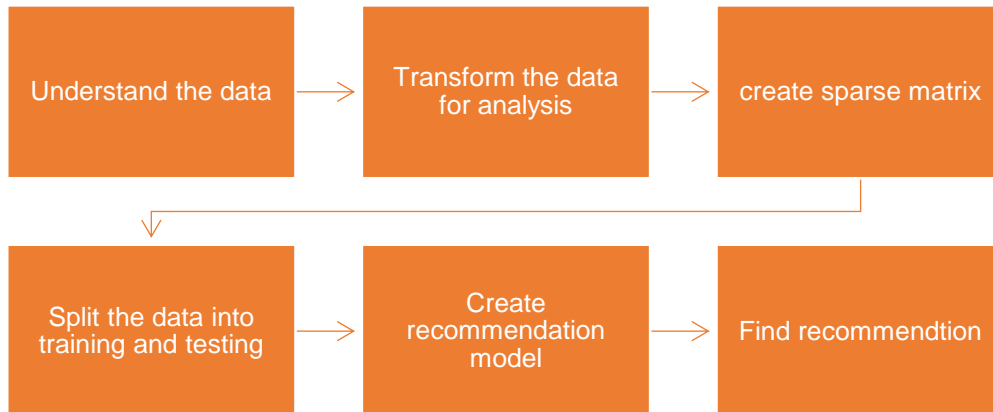 Understand the data
Transform the data
for analysis
create sparse matrix
Split the data into
training and testing
Create
recommendation
model
Find recommendtion